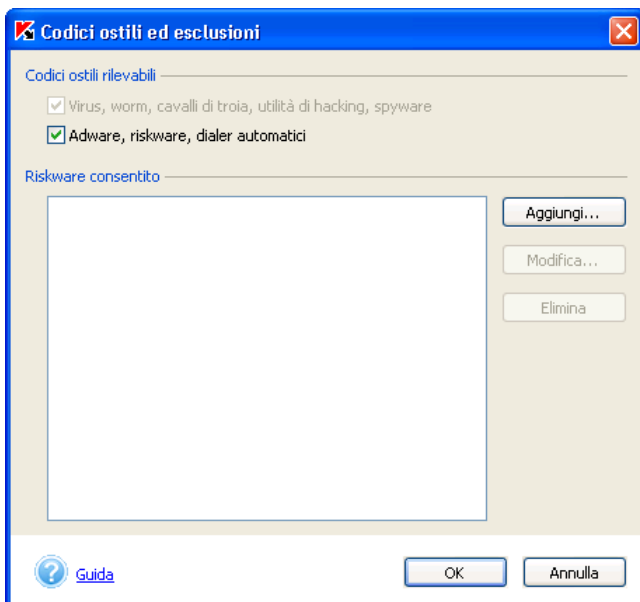 Codici ostili ed esclusioni
Codici ostili rilevabili
Virus, worm, cavalli di troia, utilità di hacking, spyware
Adware, riskware, dialer automatici
Riskware consentito
Aggiungi...
Modifica...
Elimina
Guida
OK
Annulla